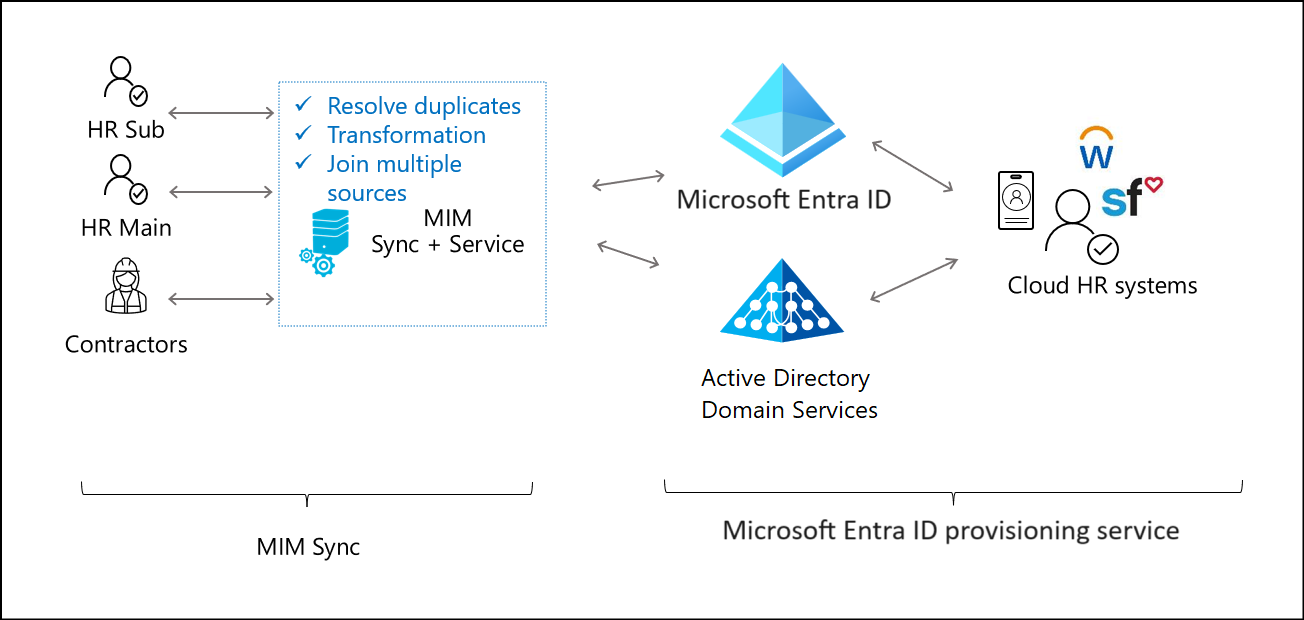 HR Sub
HR Main
Contractors
Resolve duplicates
Transformation
Join multiple
sources
MIM
Sync + Service
Microsoft Entra ID
Active Directory
Domain Services
W
sf
Cloud HR systems
MIM Sync
Microsoft Entra ID provisioning service